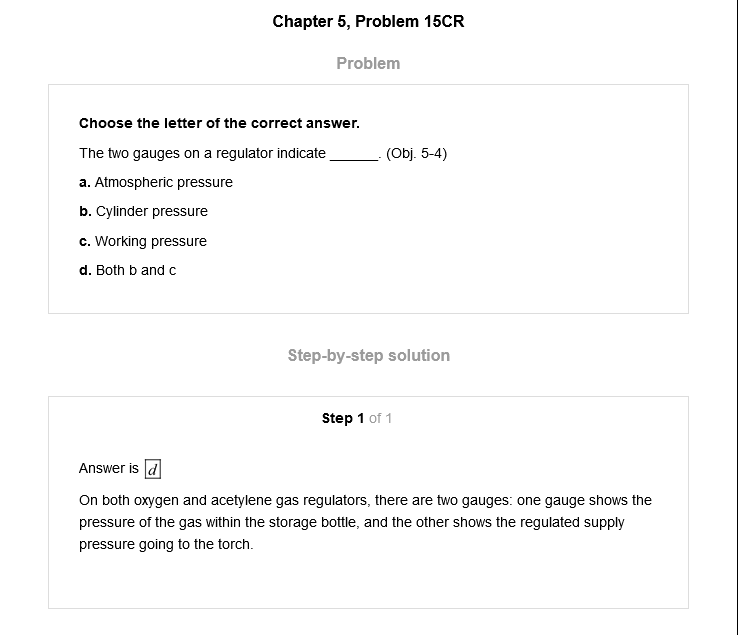 Chapter 5, Problem 15CR
Problem
Choose the letter of the correct answer.
The two gauges on a regulator indicate ______. (Obj. 5-4)
a. Atmospheric pressure
b. Cylinder pressure
c. Working pressure
d. Both b and c
Step-by-step solution
Step 1 of 1
Answer is d
On both oxygen and acetylene gas regulators, there are two gauges: one gauge shows the
pressure of the gas within the storage bottle, and the other shows the regulated supply
pressure going to the torch.